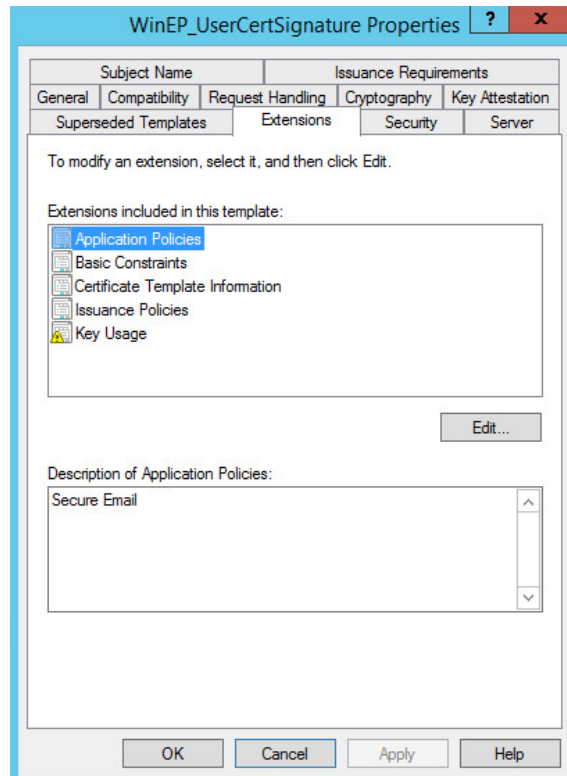 WinEP_UserCertSignature Properties ? x
Subject Name Issuance Requirements
General Compatibility Request Handling Cryptography Key Attestation
Superseded Templates Extensions Security Server
To modify an extension, select it, and then click Edit.
Extensions included in this template:
Application Policies
Basic Constraints
Certificate Template Information
Issuance Policies
Key Usage
Edit...
Description of Application Policies:
Secure Email
OK Cancel Apply Help